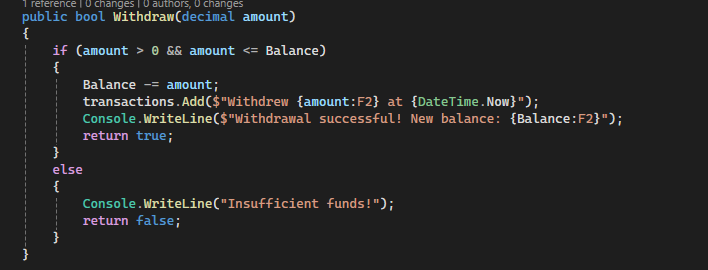 1 reference | 0 changes | 0 authors, 0 changes
public bool Withdraw(decimal amount)
{
    if (amount > 0 && amount <= Balance)
    {
        Balance -= amount;
        transactions.Add($"Withdrew {amount:F2} at {DateTime.Now}");
        Console.WriteLine($"Withdrawal successful! New balance: {Balance:F2}");
        return true;
    }
    else
    {
        Console.WriteLine("Insufficient funds!");
        return false;
    }
}